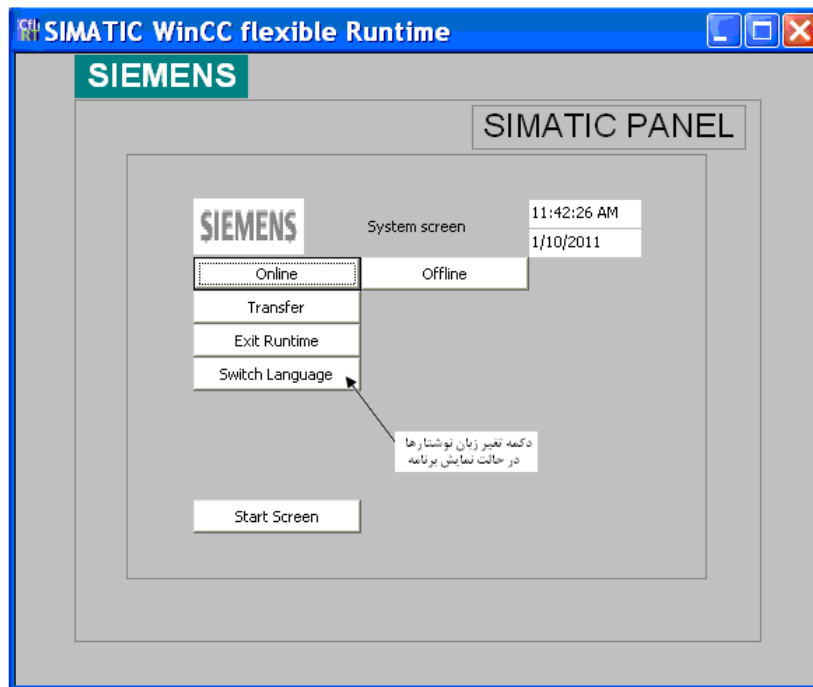 SIMATIC WinCC flexible Runtime
SIEMENS
SIMATIC PANEL
SIEMENS
System screen
11:42:26 AM
1/10/2011
Online
Offline
Transfer
Exit Runtime
Switch Language
دکمه تغیر زبان نوشتارها
در حالت نمایش برنامه
Start Screen